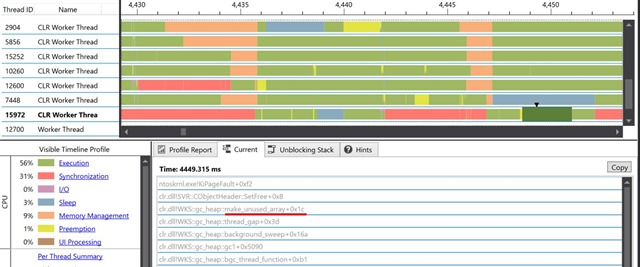 Thread ID Name
4,430 4,435 4,440 4,445 4,450
2904 CLR Worker Thread
5856 CLR Worker Thread
15252 CLR Worker Thread
10260 CLR Worker Thread
12600 CLR Worker Thread
7448 CLR Worker Thread
15972 CLR Worker Threa
12700 Worker Thread
Visible Timeline Profile
CPU
56% Execution
31% Synchronization
0% I/O
3% Sleep
9% Memory Management
1% Preemption
0% UI Processing
Per Thread Summary
Profile Report Current Unblocking Stack Hints
Time: 4449.315 ms
Copy
ntoskrnl.exe!KiPageFault+0xf2
clr.dll!SVR::CObjectHeader::SetFree+0x8
clr.dll!WKS::gc_heap::make_unused_array+0x1c
clr.dll!WKS::gc_heap::thread_gap+0x3d
clr.dll!WKS::gc_heap::background_sweep+0x16a
clr.dll!WKS::gc_heap::gc1+0x5090
clr.dll!WKS::gc_heap::bgc_thread_function+0xb1